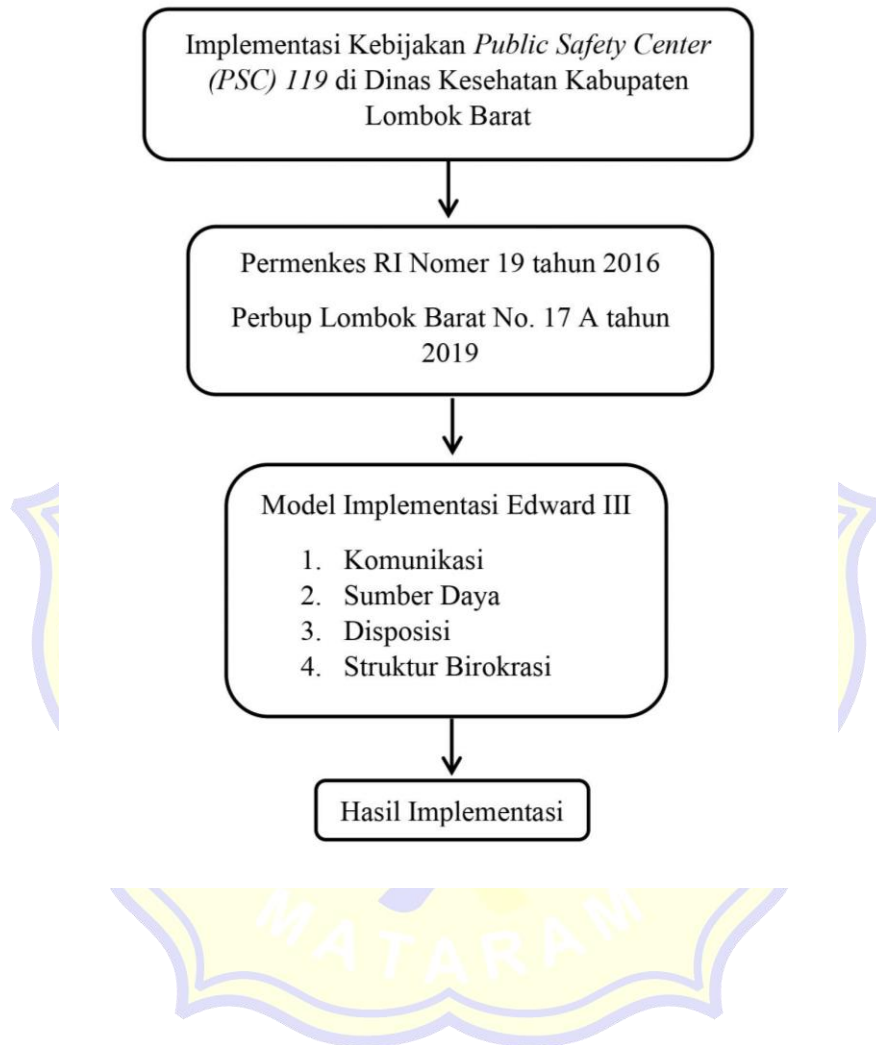 Implementasi Kebijakan Public Safety Center
(PSC) 119 di Dinas Kesehatan Kabupaten
Lombok Barat
Permenkes RI Nomer 19 tahun 2016
Perbup Lombok Barat No. 17 A tahun
2019
Model Implementasi Edward III
1. Komunikasi
2. Sumber Daya
3. Disposisi
4. Struktur Birokrasi
Hasil Implementasi
MATARAM